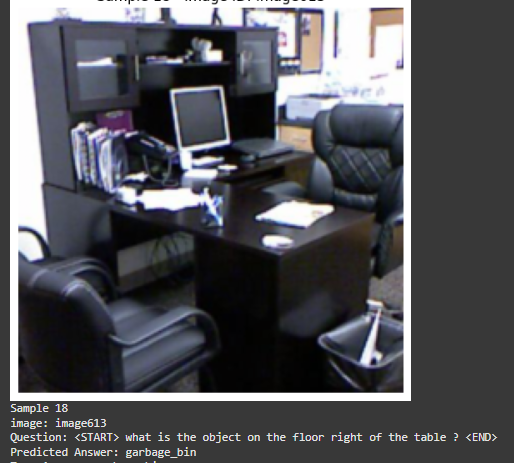 Sample 18
image: image613
Question: <START> what is the object on the floor right of the table ? <END>
Predicted Answer: garbage_bin